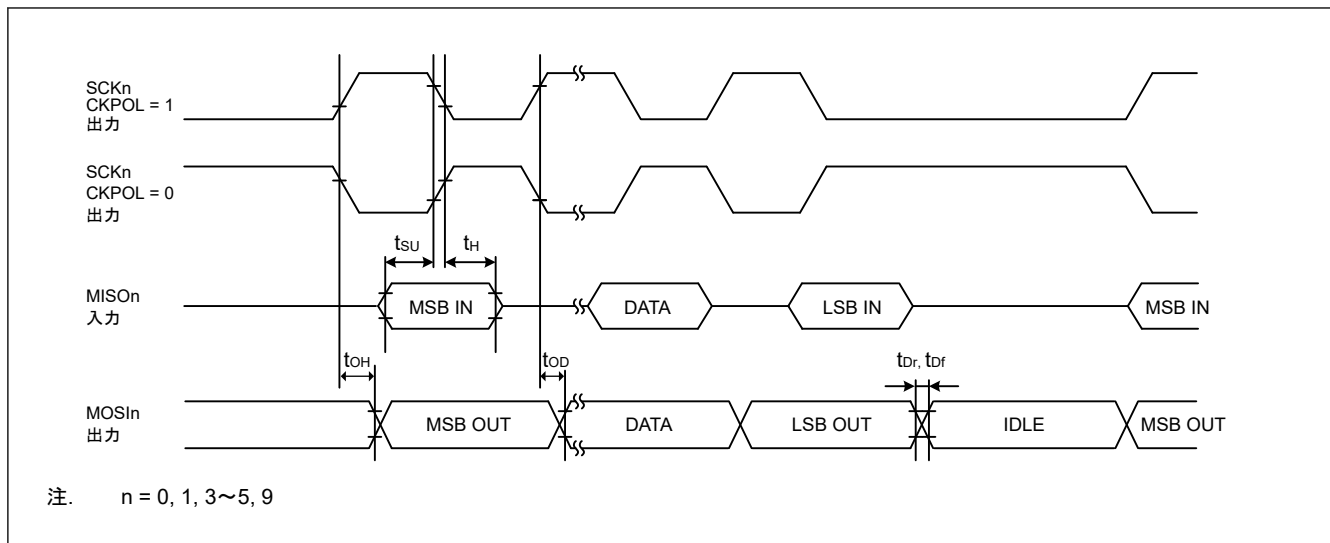 SCKn
CKPOL = 1
出力
SCKn
CKPOL = 0
出力
tSU
tH
MISOn
入力
MSB IN
DATA
LSB IN
MSB IN
tOH
tOD
tDr, tDf
MOSIn
出力
MSB OUT
DATA
LSB OUT
IDLE
MSB OUT
注. n = 0, 1, 3～5, 9